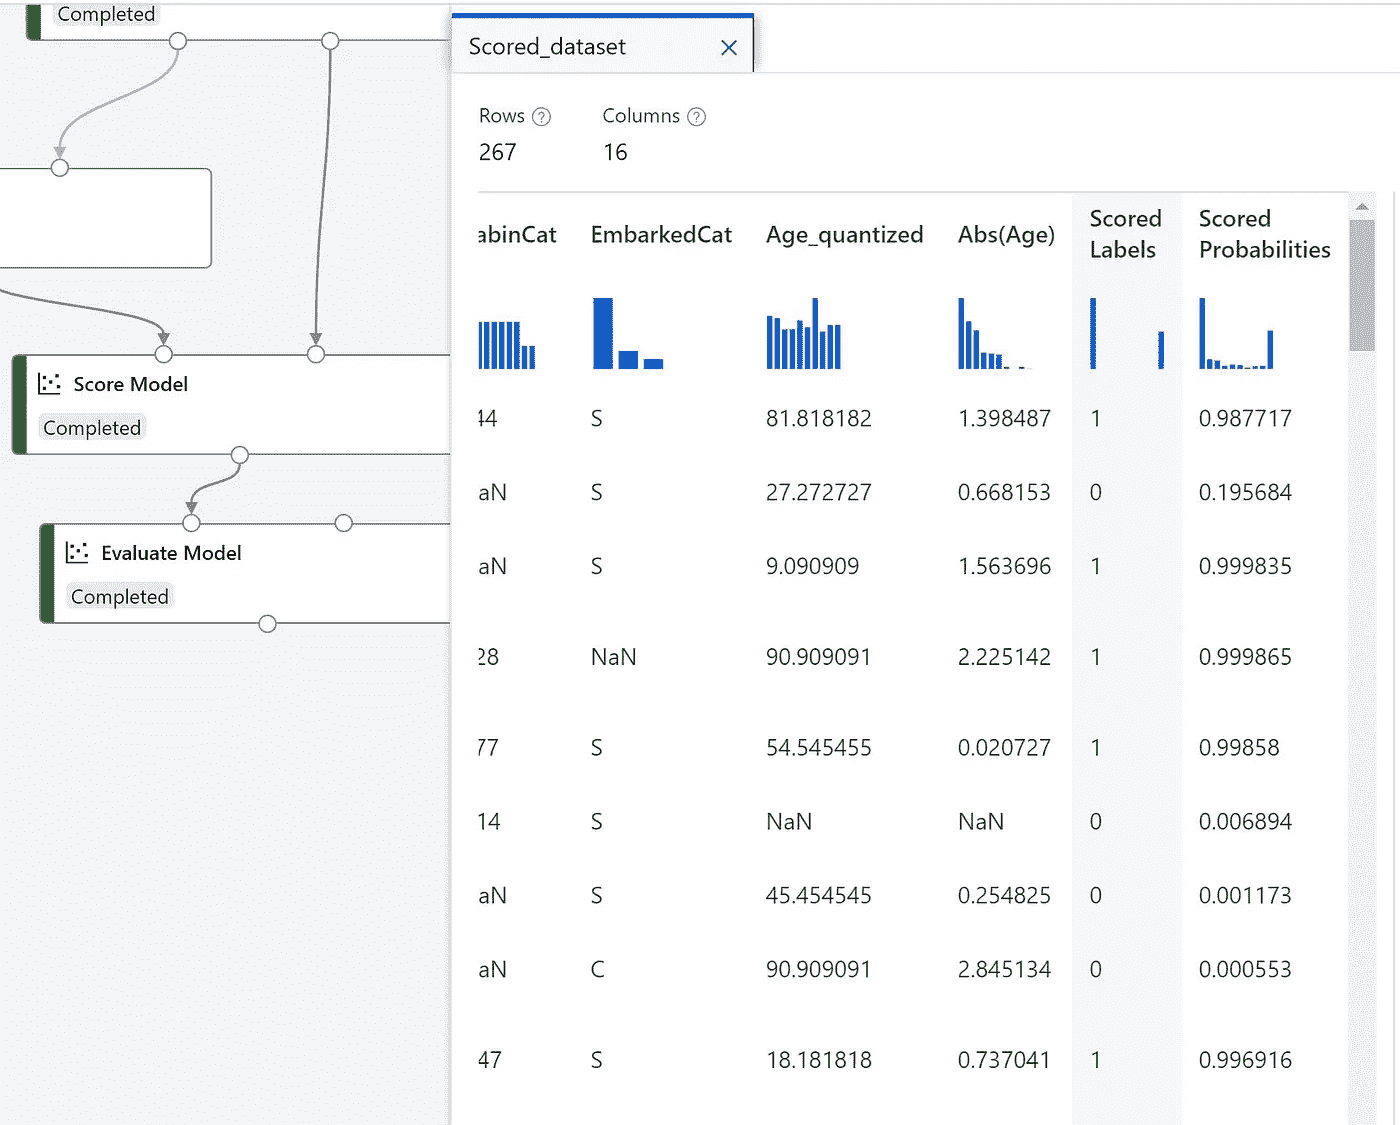 Completed
Scored_dataset
Rows ? Columns ?
267 16
abinCat EmbarkedCat Age_quantized Abs(Age) Scored Labels Scored Probabilities
44 S 81.818182 1.398487 1 0.987717
aN S 27.272727 0.668153 0 0.195684
aN S 9.090909 1.563696 1 0.999835
28 NaN 90.909091 2.225142 1 0.999865
77 S 54.545455 0.020727 1 0.99858
14 S NaN NaN 0 0.006894
aN S 45.454545 0.254825 0 0.001173
aN C 90.909091 2.845134 0 0.000553
47 S 18.181818 0.737041 1 0.996916
Score Model
Completed
Evaluate Model
Completed